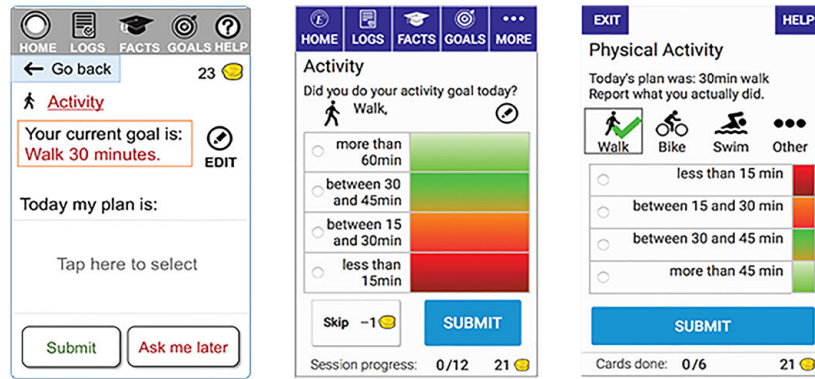 HOME LOGS FACTS GOALS HELP
← Go back
23
Activity
Your current goal is:
Walk 30 minutes.
EDIT
Today my plan is:
Tap here to select
Submit
Ask me later
HOME LOGS FACTS GOALS MORE
Activity
Did you do your activity goal today?
Walk,
more than
60min
between 30
and 45min
between 15
and 30min
less than
15min
Skip –1
SUBMIT
Session progress: 0/12 21
EXIT
HELP
Physical Activity
Today's plan was: 30min walk
Report what you actually did.
Walk Bike Swim Other
less than 15 min
between 15 and 30 min
between 30 and 45 min
more than 45 min
SUBMIT
Cards done: 0/6 21